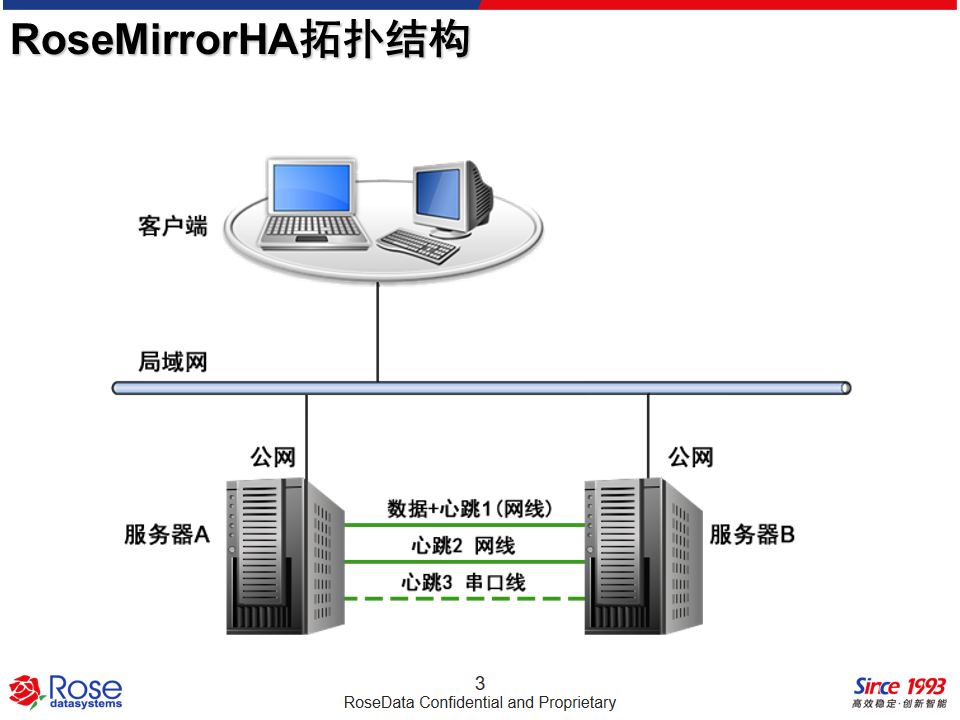 RoseMirrorHA拓扑结构
客户端
局域网
公网
公网
数据+心跳1(网线)
服务器A
服务器B
心跳2 网线
心跳3 串口线
Rose
datasystems
3
RoseData Confidential and Proprietary
Since 1993
高效稳定·创新智能